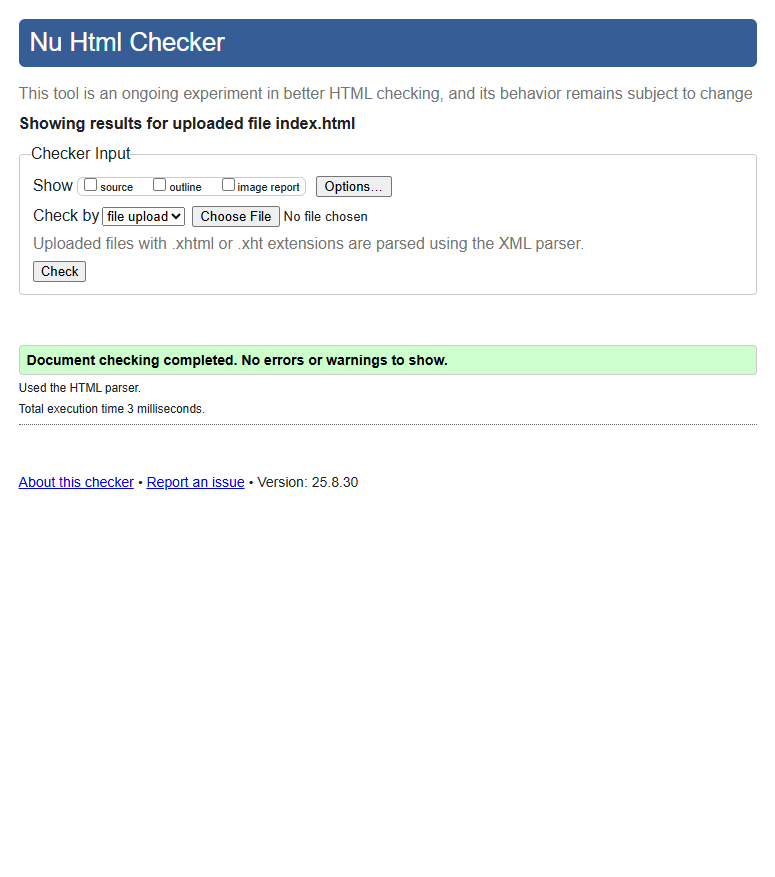 Nu Html Checker
This tool is an ongoing experiment in better HTML checking, and its behavior remains subject to change
Showing results for uploaded file index.html
Checker Input
Show source outline image report Options...
Check by file upload Choose File No file chosen
Uploaded files with .xhtml or .xht extensions are parsed using the XML parser.
Check
Document checking completed. No errors or warnings to show.
Used the HTML parser.
Total execution time 3 milliseconds.
About this checker • Report an issue • Version: 25.8.30